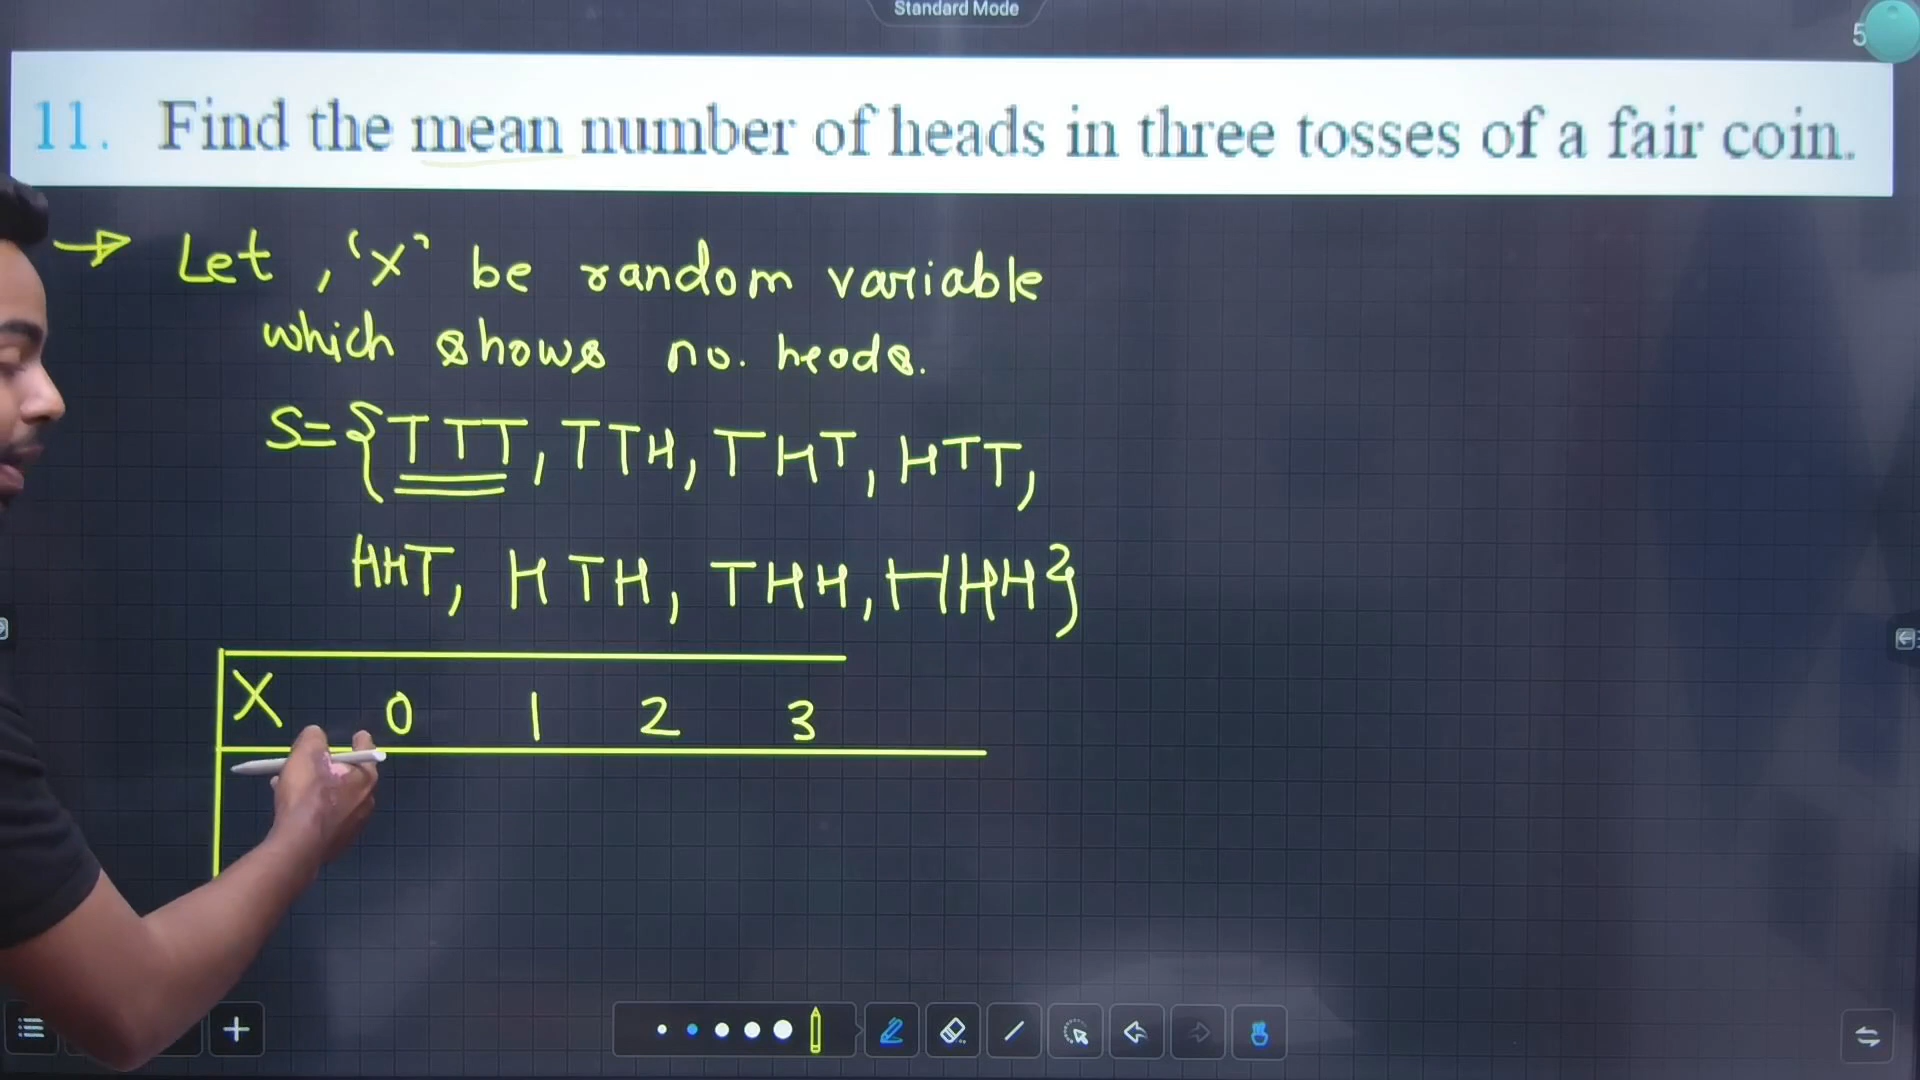 Standard Mode
5
11. Find the mean number of heads in three tosses of a fair coin.
Let, 'X' be random variable
which shows no. heads.
S={TTT, TTH, THT, HTT,
HHT, HTH, THH, HHH}
X 0 1 2 3